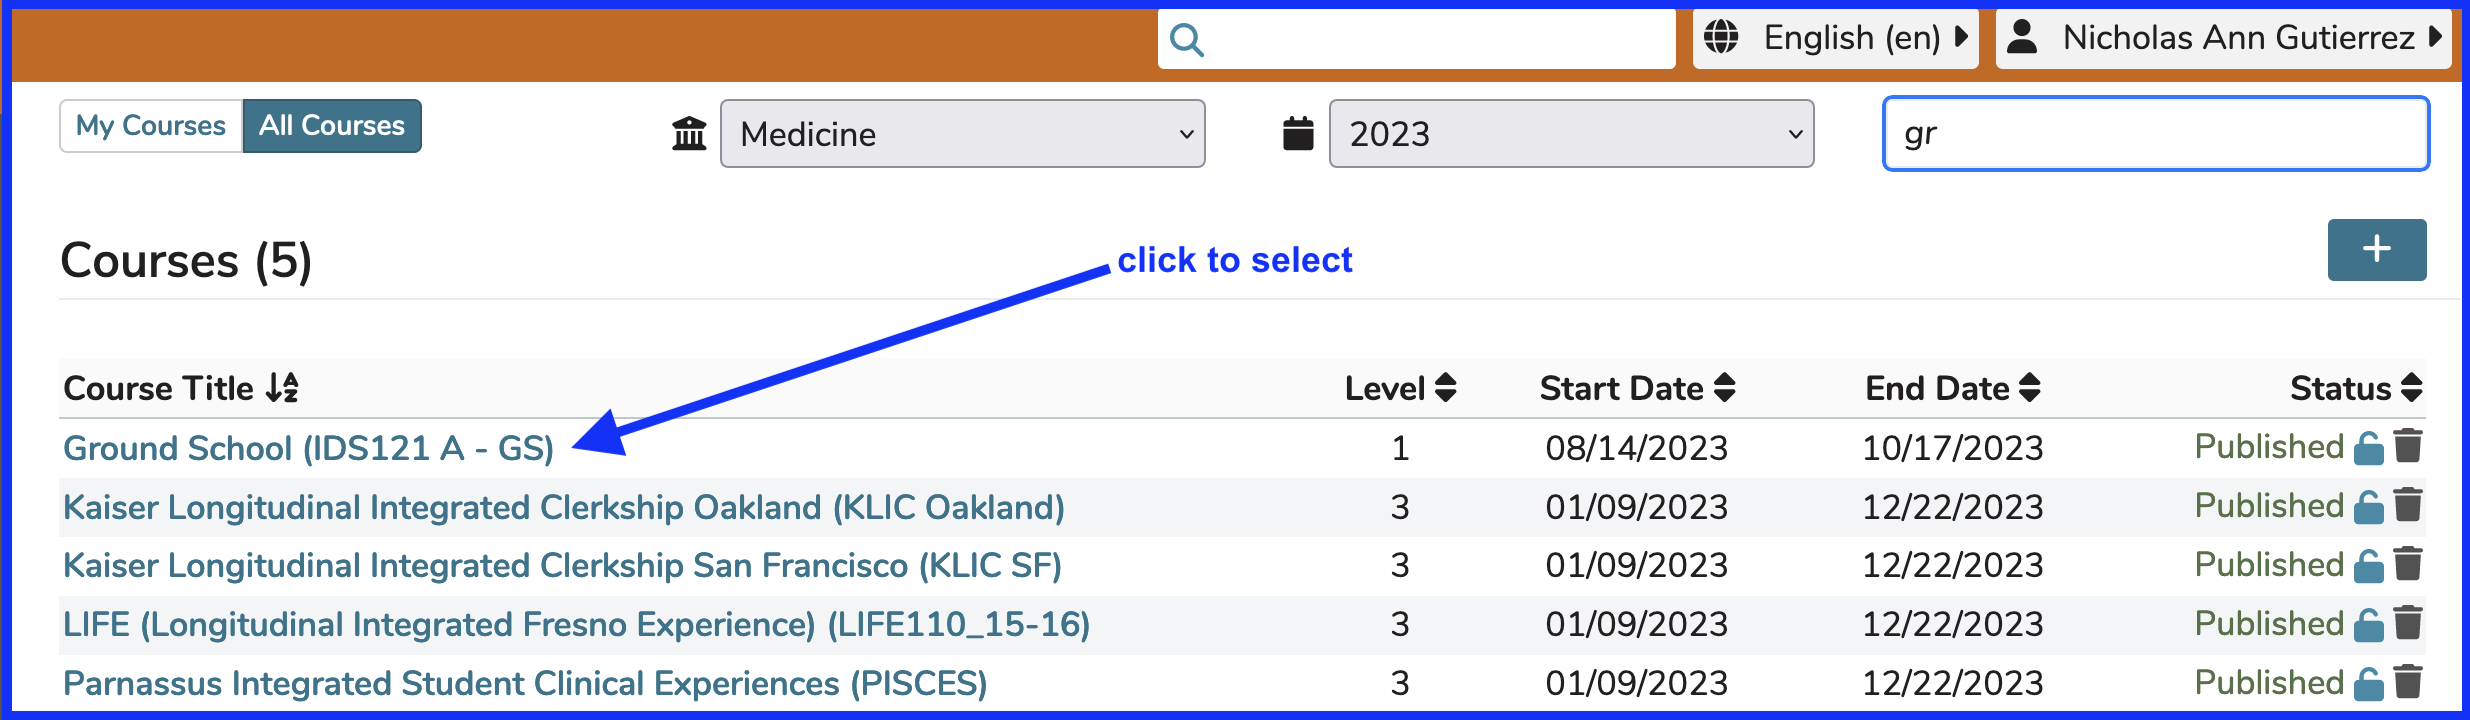 English (en) Nicholas Ann Gutierrez
My Courses All Courses Medicine 2023 gr
Courses (5)
click to select
Course Title Level Start Date End Date Status
Ground School (IDS121 A - GS) 1 08/14/2023 10/17/2023 Published
Kaiser Longitudinal Integrated Clerkship Oakland (KLIC Oakland) 3 01/09/2023 12/22/2023 Published
Kaiser Longitudinal Integrated Clerkship San Francisco (KLIC SF) 3 01/09/2023 12/22/2023 Published
LIFE (Longitudinal Integrated Fresno Experience) (LIFE110_15-16) 3 01/09/2023 12/22/2023 Published
Parnassus Integrated Student Clinical Experiences (PISCES) 3 01/09/2023 12/22/2023 Published